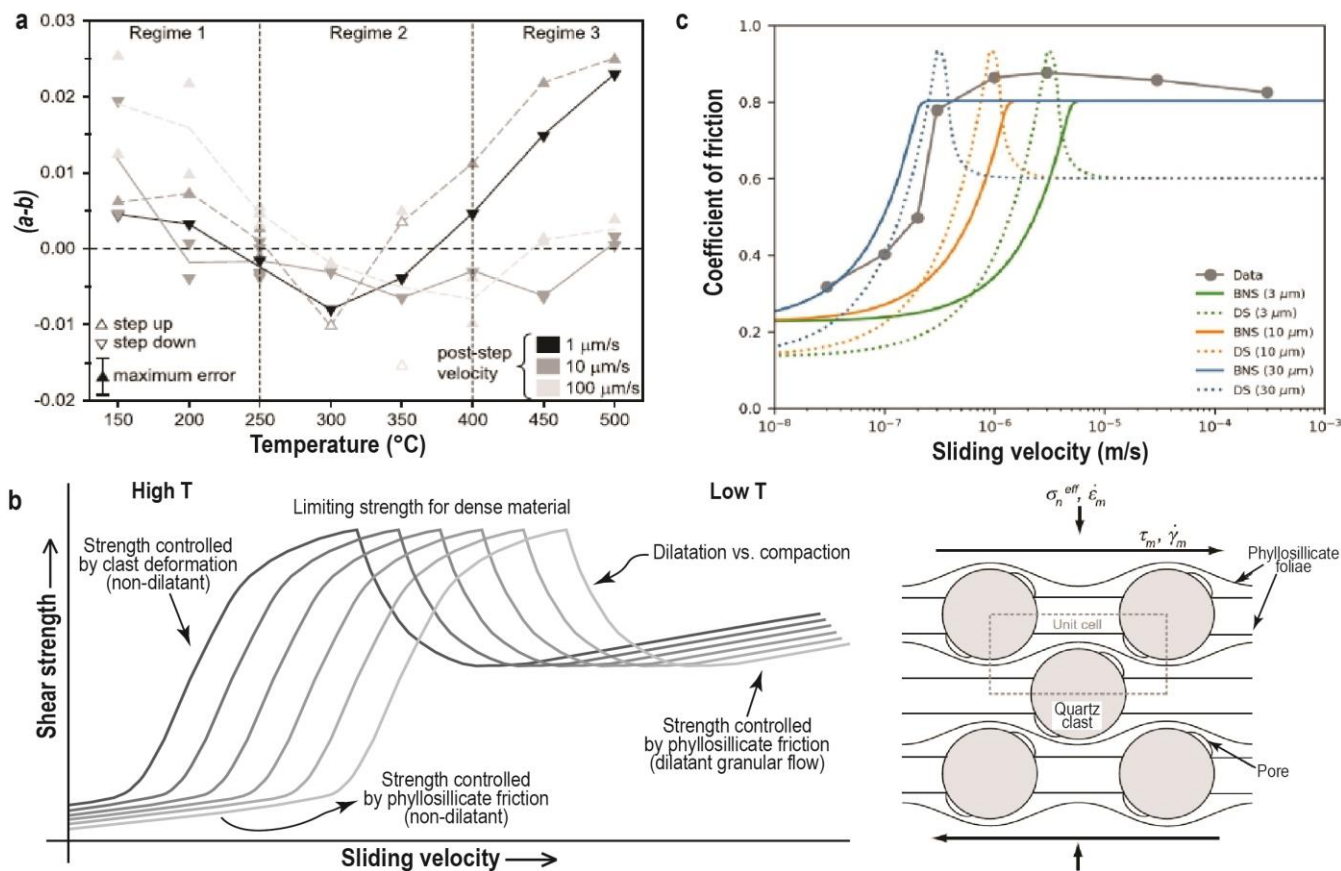 a
0.03
0.02
0.01
0.00
-0.01
-0.02
(a-b)
Regime 1
Regime 2
Regime 3
step up
step down
maximum error
post-step
velocity
1 μm/s
10 μm/s
100 μm/s
150 200 250 300 350 400 450 500
Temperature (°C)
c
1.0
0.8
0.6
0.4
0.2
0.0
Coefficient of friction
Data
BNS (3 μm)
DS (3 μm)
BNS (10 μm)
DS (10 μm)
BNS (30 μm)
DS (30 μm)
10⁻⁸ 10⁻⁷ 10⁻⁶ 10⁻⁵ 10⁻⁴ 10⁻³
Sliding velocity (m/s)
b
High T
Low T
Limiting strength for dense material
Strength controlled
by clast deformation
(non-dilatant)
Dilatation vs. compaction
Strength controlled
by phyllosillicate friction
(dilatant granular flow)
Strength controlled
by phyllosillicate friction
(non-dilatant)
Shear strength
Sliding velocity
σₙᵉᶠᶠ, ε̇ₘ
τₘ, γ̇ₘ
Phyllosillicate
foliae
Unit cell
Quartz
clast
Pore